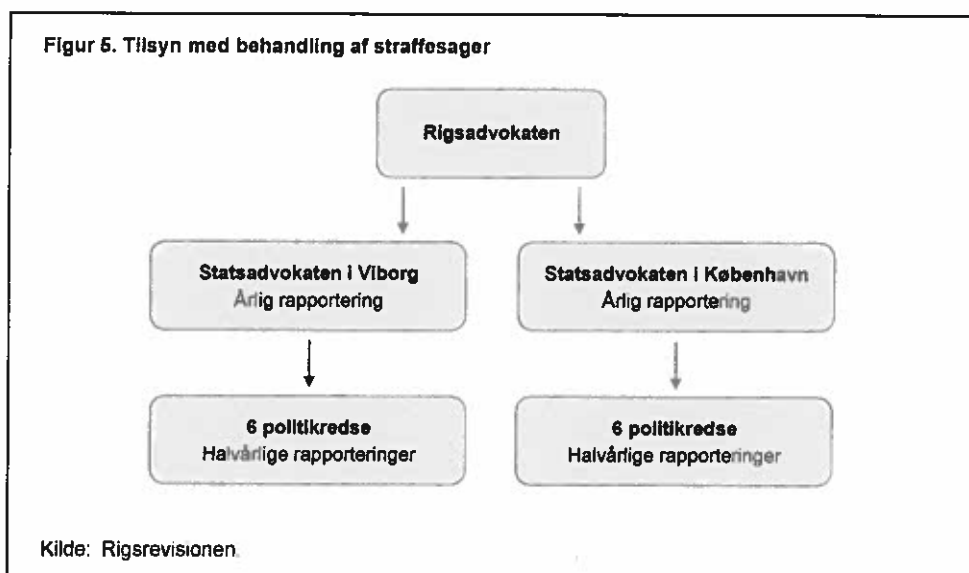 Figur 5. Tilsyn med behandling af straffesager
Rigsadvokaten
Statsadvokaten i Viborg
Årlig rapportering
Statsadvokaten i København
Årlig rapportering
6 politikredse
Halvårlige rapporteringer
6 politikredse
Halvårlige rapporteringer
Kilde: Rigsrevisionen.